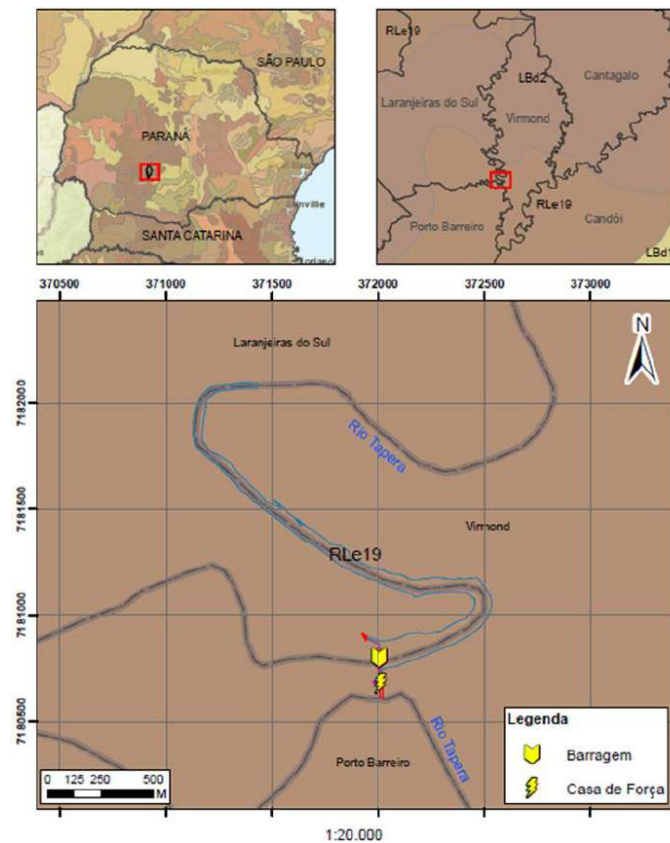 SÃO PAULO
PARANÁ
SANTA CATARINA
RLe19
Cantagalo
LBd2
Laranjeiras do Sul
Virmond
RLe19
Porto Barreiro
Candói
370500 371000 371500 372000 372500 373000
N
Laranjeiras do Sul
7182000
Rio Tapera
7181500
Virmond
RLe19
7181000
7180500
Rio Tapera
Porto Barreiro
Legenda
Barragem
Casa de Força
0 125 250 500
M
1:20.000